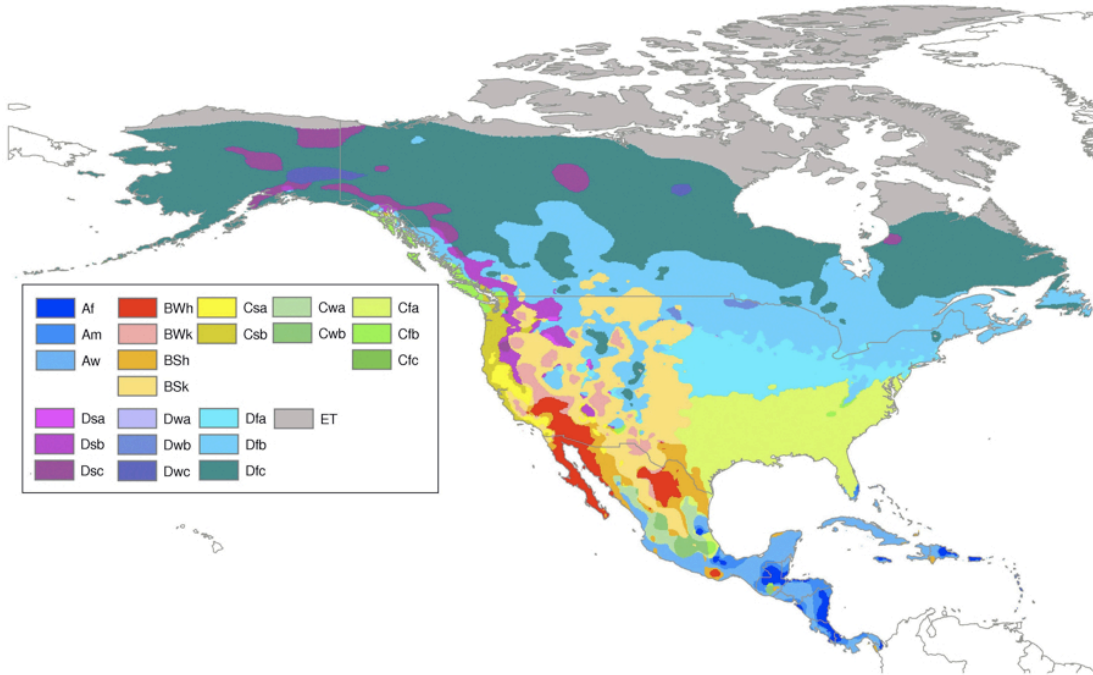 Af BWh Csa Cwa Cfa
Am BWk Csb Cwb Cfb
Aw BSh Cfc
BSk
Dsa Dwa Dfa ET
Dsb Dwb Dfb
Dsc Dwc Dfc